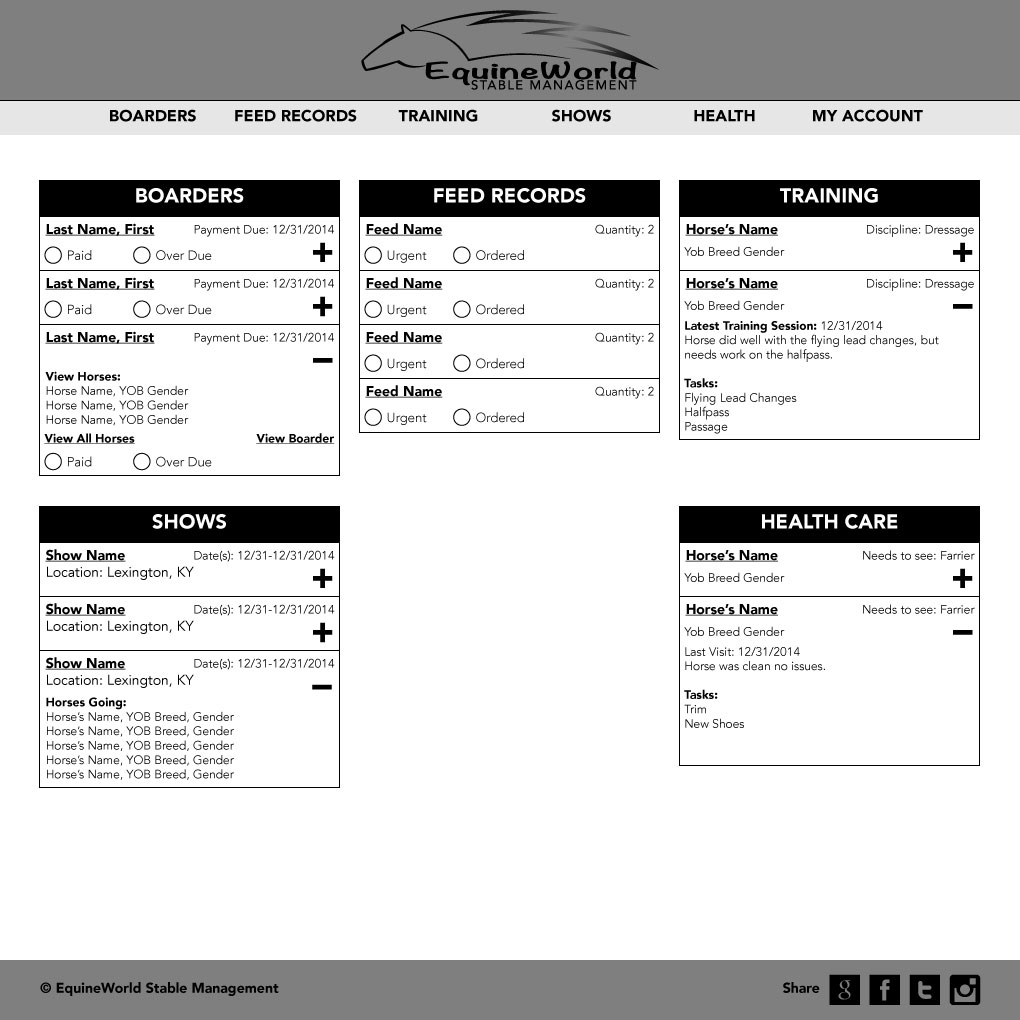 EquineWorld
STABLE MANAGEMENT
BOARDERS FEED RECORDS TRAINING SHOWS HEALTH MY ACCOUNT
BOARDERS
Last Name, First Payment Due: 12/31/2014
Paid Over Due
Last Name, First Payment Due: 12/31/2014
Paid Over Due
Last Name, First Payment Due: 12/31/2014
View Horses:
Horse Name, YOB Gender
Horse Name, YOB Gender
Horse Name, YOB Gender
View All Horses View Boarder
Paid Over Due
FEED RECORDS
Feed Name Quantity: 2
Urgent Ordered
Feed Name Quantity: 2
Urgent Ordered
Feed Name Quantity: 2
Urgent Ordered
Feed Name Quantity: 2
Urgent Ordered
TRAINING
Horse's Name Discipline: Dressage
Yob Breed Gender
Horse's Name Discipline: Dressage
Yob Breed Gender
Latest Training Session: 12/31/2014
Horse did well with the flying lead changes, but
needs work on the halfpass.
Tasks:
Flying Lead Changes
Halfpass
Passage
SHOWS
Show Name Date(s): 12/31-12/31/2014
Location: Lexington, KY
Show Name Date(s): 12/31-12/31/2014
Location: Lexington, KY
Show Name Date(s): 12/31-12/31/2014
Location: Lexington, KY
Horses Going:
Horse's Name, YOB Breed, Gender
Horse's Name, YOB Breed, Gender
Horse's Name, YOB Breed, Gender
Horse's Name, YOB Breed, Gender
Horse's Name, YOB Breed, Gender
HEALTH CARE
Horse's Name Needs to see: Farrier
Yob Breed Gender
Horse's Name Needs to see: Farrier
Yob Breed Gender
Last Visit: 12/31/2014
Horse was clean no issues.
Tasks:
Trim
New Shoes
© EquineWorld Stable Management Share